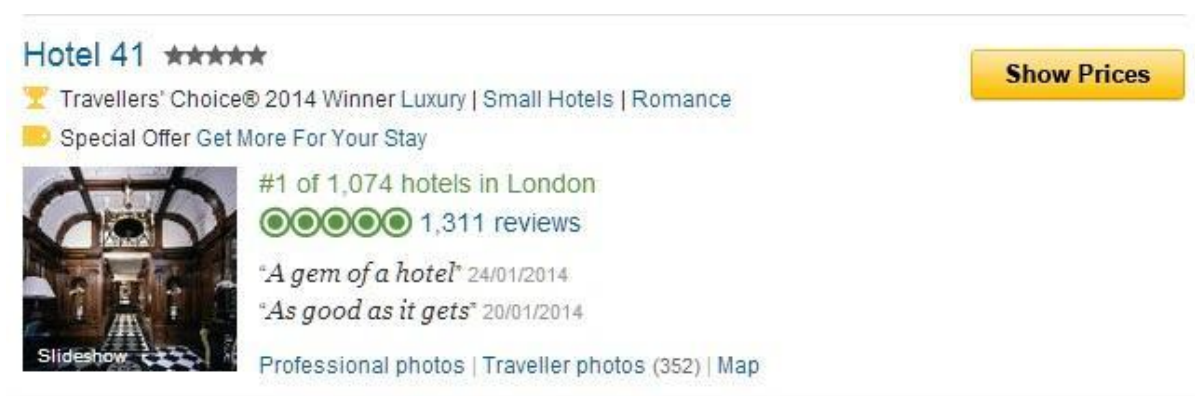 Hotel 41
Show Prices
Travellers' Choice® 2014 Winner Luxury | Small Hotels | Romance
Special Offer Get More For Your Stay
#1 of 1,074 hotels in London
1,311 reviews
"A gem of a hotel" 24/01/2014
"As good as it gets" 20/01/2014
Slideshow
Professional photos | Traveller photos (352) | Map